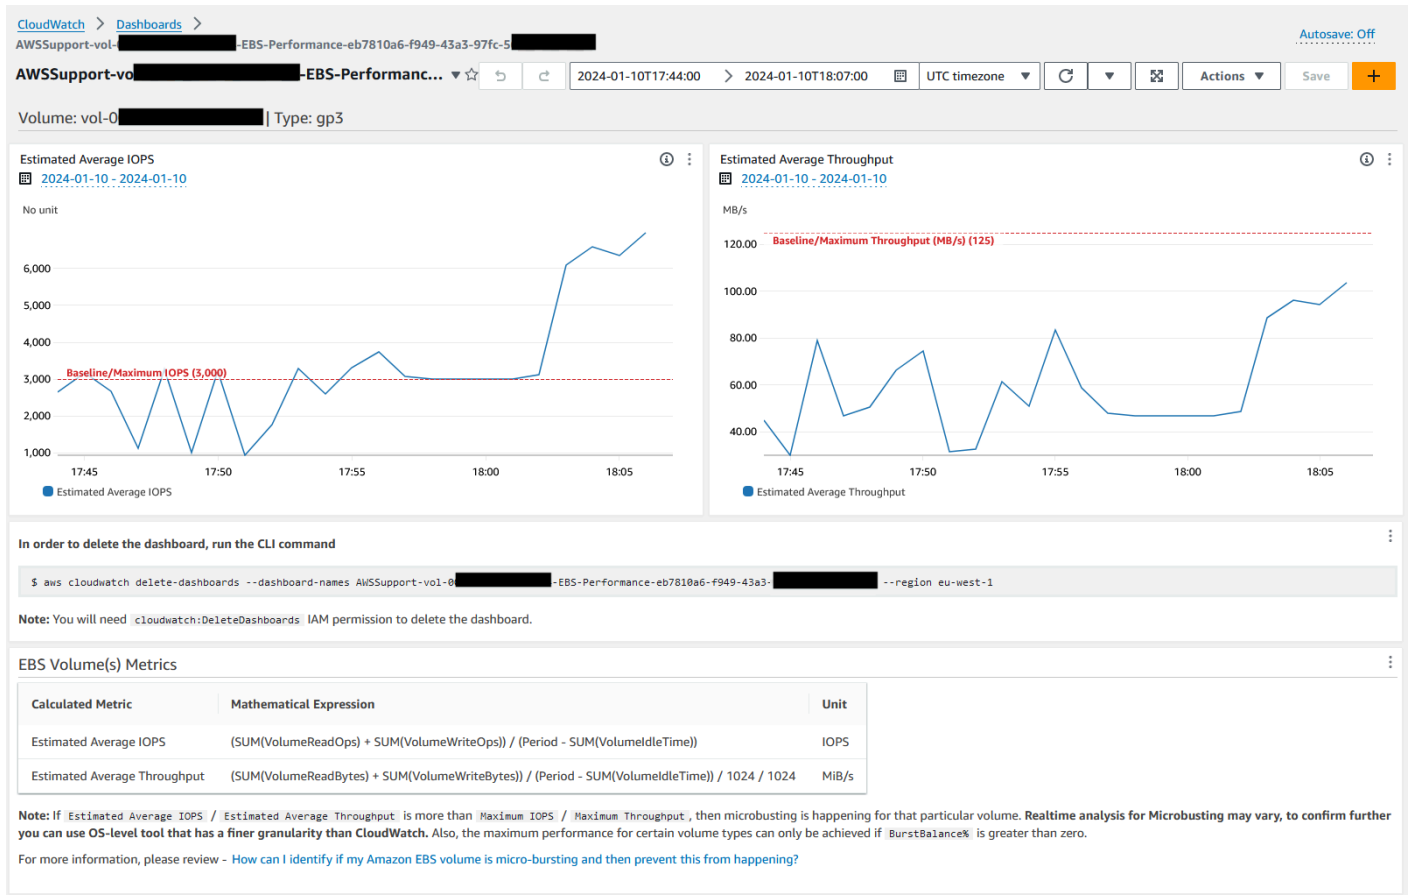 CloudWatch > Dashboards >
AWSSupport-vol- -EBS-Performance-eb7810a6-f949-43a3-97fc-5
Autosave: Off
AWSSupport-vo -EBS-Performanc...
2024-01-10T17:44:00 > 2024-01-10T18:07:00
UTC timezone
Actions
Save
+
Volume: vol-0 | Type: gp3
Estimated Average IOPS
2024-01-10 - 2024-01-10
No unit
6,000
5,000
4,000
3,000
2,000
1,000
Baseline/Maximum IOPS (3,000)
17:45 17:50 17:55 18:00 18:05
Estimated Average IOPS
Estimated Average Throughput
2024-01-10 - 2024-01-10
MB/s
120.00
100.00
80.00
60.00
40.00
Baseline/Maximum Throughput (MB/s) (125)
17:45 17:50 17:55 18:00 18:05
Estimated Average Throughput
In order to delete the dashboard, run the CLI command
$ aws cloudwatch delete-dashboards --dashboard-names AWSSupport-vol-0 -EBS-Performance-eb7810a6-f949-43a3- --region eu-west-1
Note: You will need cloudwatch:DeleteDashboards IAM permission to delete the dashboard.
EBS Volume(s) Metrics
Calculated Metric Mathematical Expression Unit
Estimated Average IOPS (SUM(VolumeReadOps) + SUM(VolumeWriteOps)) / (Period - SUM(VolumeIdleTime)) IOPS
Estimated Average Throughput (SUM(VolumeReadBytes) + SUM(VolumeWriteBytes)) / (Period - SUM(VolumeIdleTime)) / 1024 / 1024 MiB/s
Note: If Estimated Average IOPS / Estimated Average Throughput is more than Maximum IOPS / Maximum Throughput, then microbusting is happening for that particular volume. Realtime analysis for Microbusting may vary, to confirm further
you can use OS-level tool that has a finer granularity than CloudWatch. Also, the maximum performance for certain volume types can only be achieved if BurstBalance% is greater than zero.
For more information, please review - How can I identify if my Amazon EBS volume is micro-bursting and then prevent this from happening?